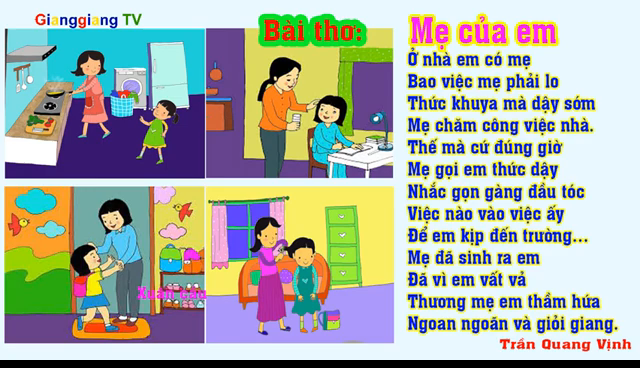 Gianggiang TV
Bài thơ:
Mẹ của em
Ở nhà em có mẹ
Bao việc mẹ phải lo
Thức khuya mà dậy sớm
Mẹ chăm công việc nhà.
Thế mà cứ đúng giờ
Mẹ gọi em thức dậy
Nhắc gọn gàng đầu tóc
Việc nào vào việc ấy
Để em kịp đến trường...
Mẹ đã sinh ra em
Đã vì em vất vả
Thương mẹ em thầm hứa
Ngoan ngoãn và giỏi giang.
Trần Quang Vịnh
Xuân Cầu